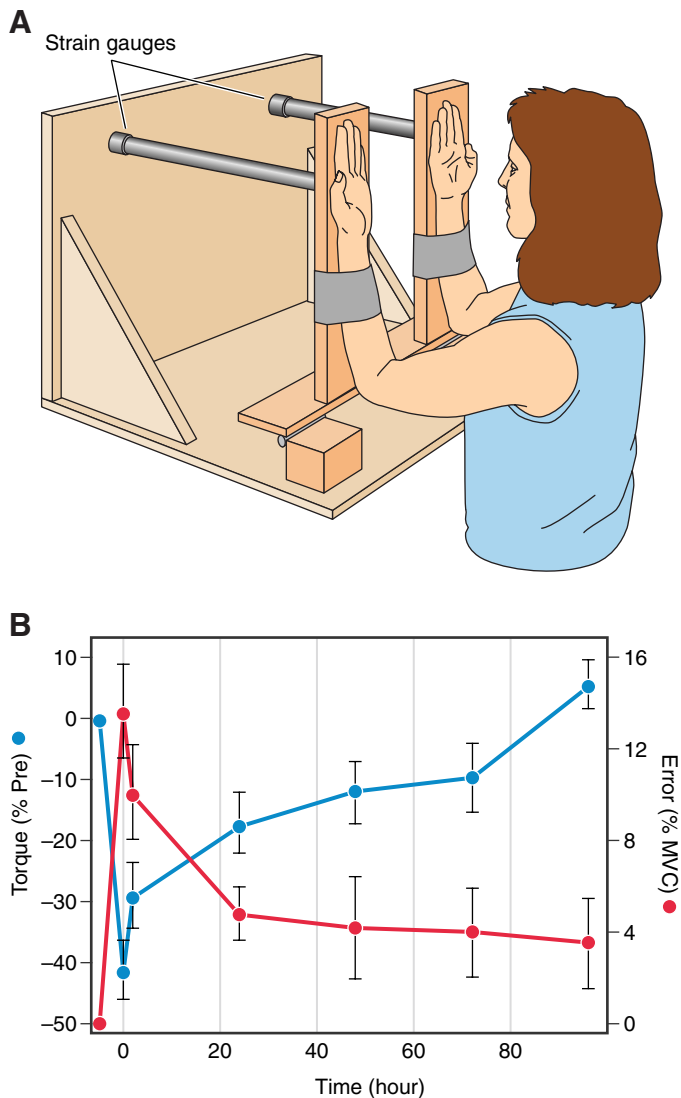 A
Strain gauges
B
Torque (% Pre)
10
0
–10
–20
–30
–40
–50
16
12
8
4
0
Error (% MVC)
0 20 40 60 80
Time (hour)